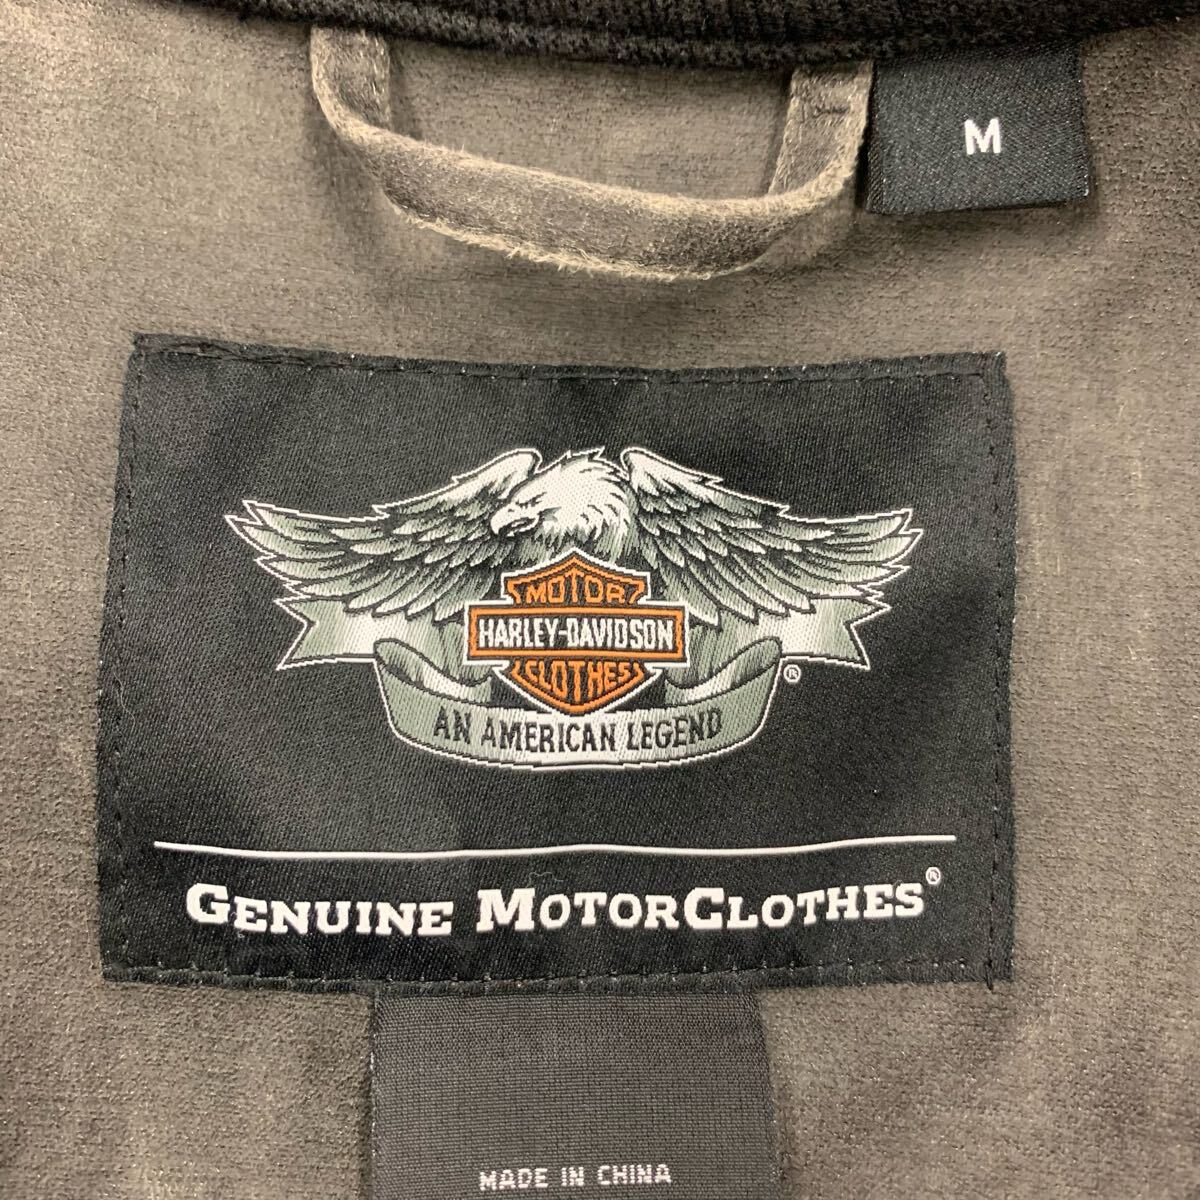 M
MOTOR
HARLEY-DAVIDSON
CLOTHES
®
AN AMERICAN LEGEND
GENUINE MOTORCLOTHES®
MADE IN CHINA